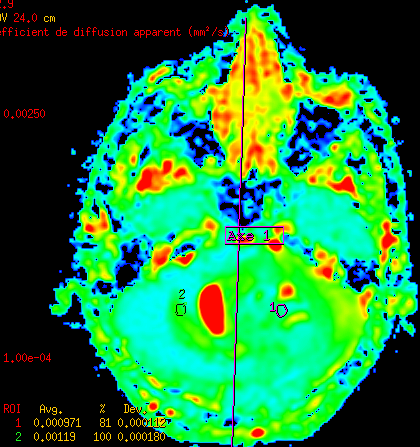 V 24.0 cm
efficient de diffusion apparent (mm²/s)
0,00250
Axe 1
2
1
1,00e-04
ROI Avg. % Dev.
1 0.000971 81 0.000112
2 0.00119 100 0.000180